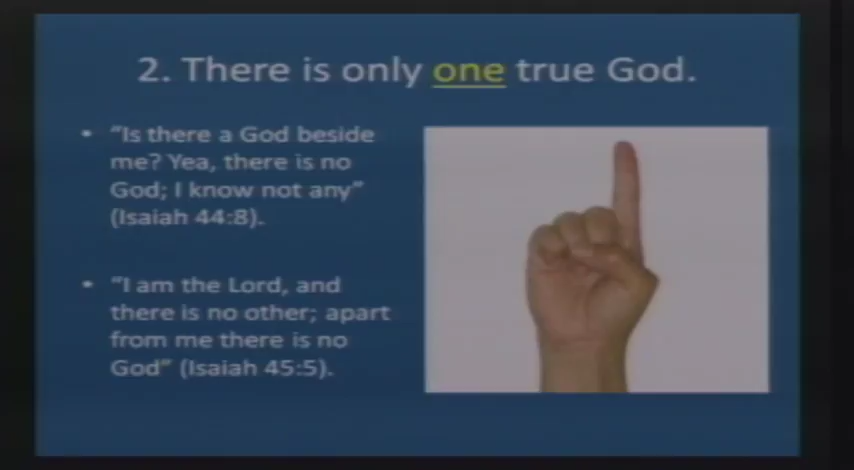 2. There is only one true God.
• "Is there a God beside
me? Yea, there is no
God; I know not any"
(Isaiah 44:8).
• "I am the Lord, and
there is no other; apart
from me there is no
God" (Isaiah 45:5).